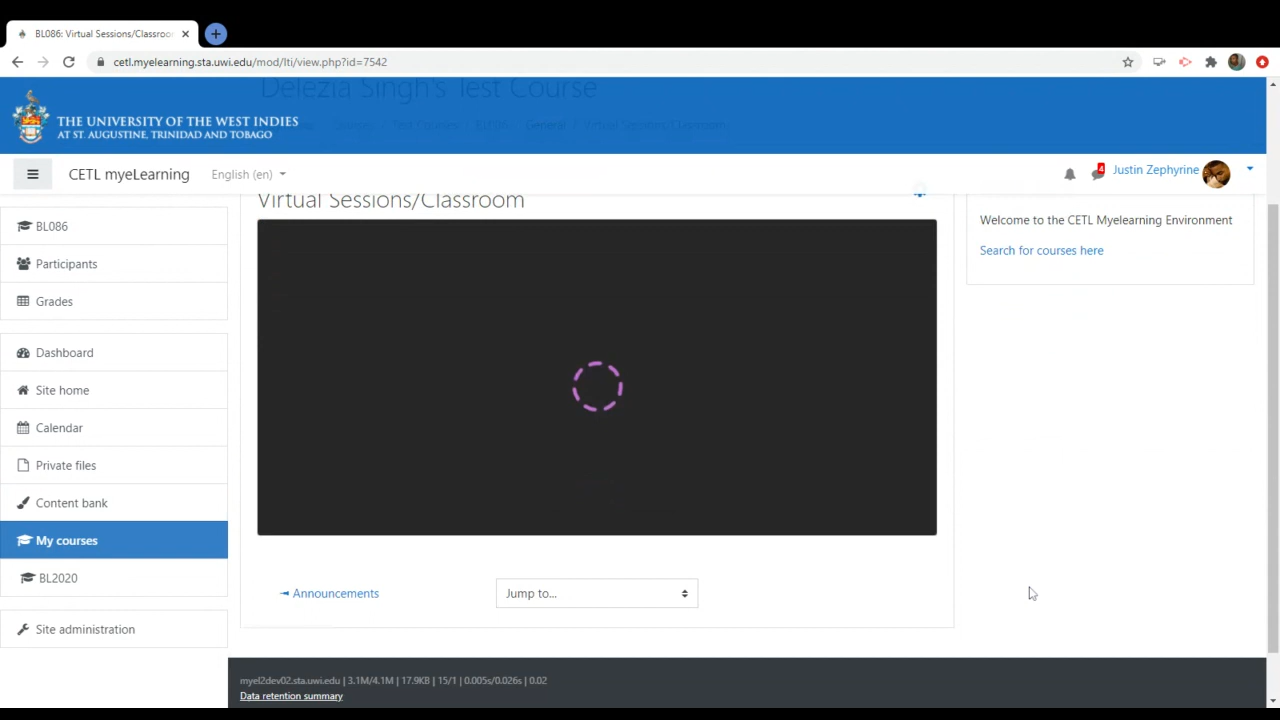 BL086: Virtual Sessions/Classroom
cetl.myelearning.sta.uwi.edu/mod/lti/view.php?id=7542
Delezia Singh's Test Course
Courses / Test Courses / BL086 / General / Virtual Sessions/Classroom
THE UNIVERSITY OF THE WEST INDIES
AT ST. AUGUSTINE, TRINIDAD AND TOBAGO
CETL myeLearning
English (en)
4
Justin Zephyrine
BL086
Participants
Grades
Dashboard
Site home
Calendar
Private files
Content bank
My courses
BL2020
Site administration
Virtual Sessions/Classroom
Welcome to the CETL Myelearning Environment
Search for courses here
◄ Announcements
Jump to...
myel2dev02.sta.uwi.edu | 3.1M/4.1M | 17.9KB | 15/1 | 0.005s/0.026s | 0.02
Data retention summary